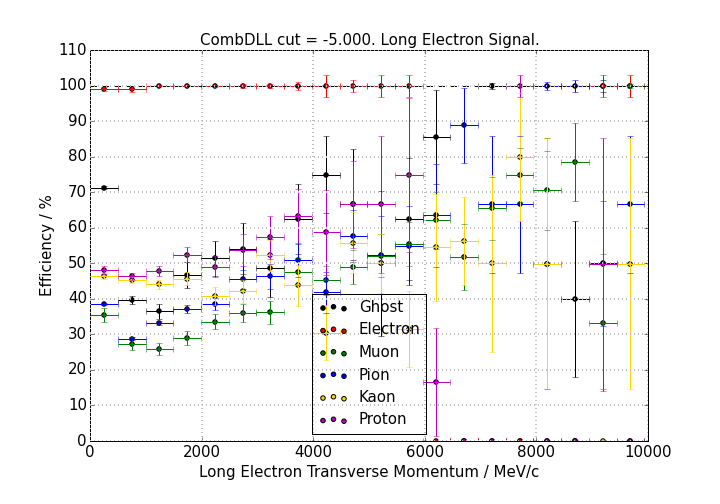 CombDLL cut = -5.000. Long Electron Signal.
110
100
90
80
70
60
50
40
30
20
10
0
Efficiency / %
Ghost
Electron
Muon
Pion
Kaon
Proton
0 2000 4000 6000 8000 10000
Long Electron Transverse Momentum / MeV/c